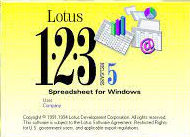 Lotus
1·2·3
RELEASE 5
Spreadsheet for Windows
User
Company
Copyright © 1991, 1994 Lotus Development Corporation. All rights reserved.
This software is subject to the Lotus Software Agreement, Restricted Rights
for U.S. government users, and applicable export regulations.